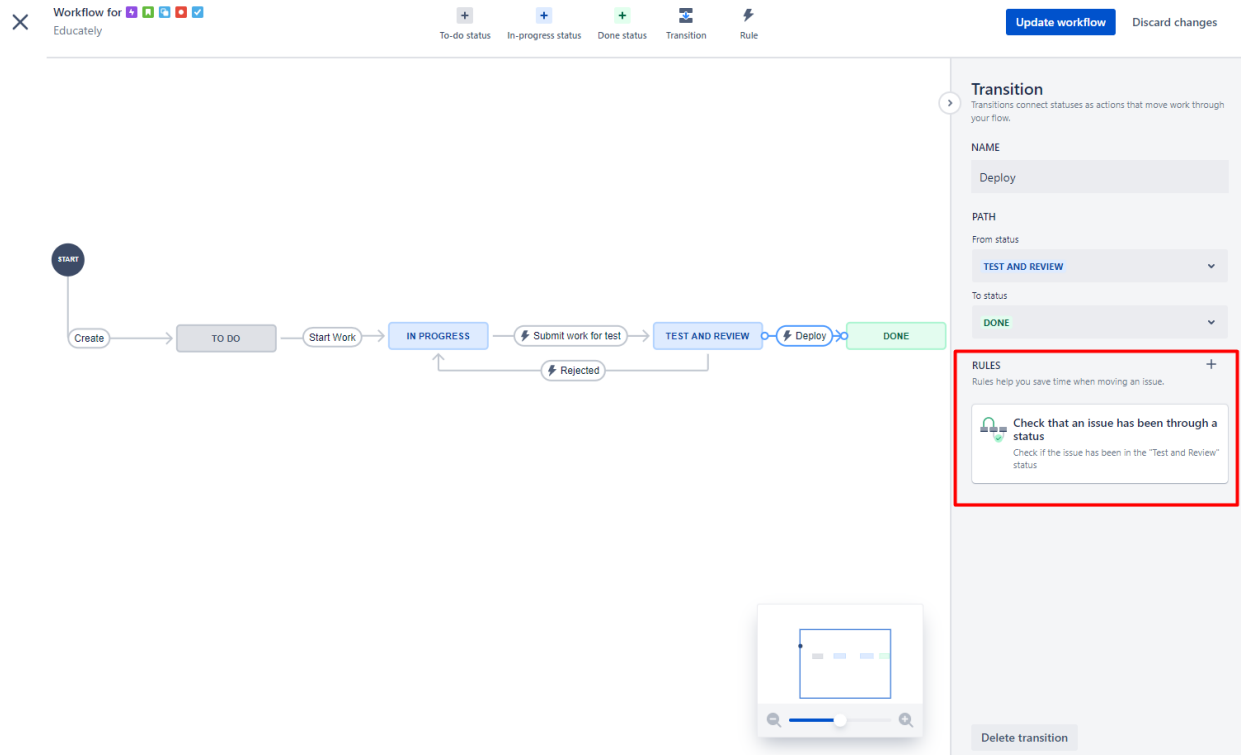 Workflow for
Educately
To-do status
In-progress status
Done status
Transition
Rule
Update workflow
Discard changes
START
Create
TO DO
Start Work
IN PROGRESS
Submit work for test
TEST AND REVIEW
Deploy
DONE
Rejected
Transition
Transitions connect statuses as actions that move work through
your flow.
NAME
Deploy
PATH
From status
TEST AND REVIEW
To status
DONE
RULES
Rules help you save time when moving an issue.
Check that an issue has been through a
status
Check if the issue has been in the "Test and Review"
status
Delete transition